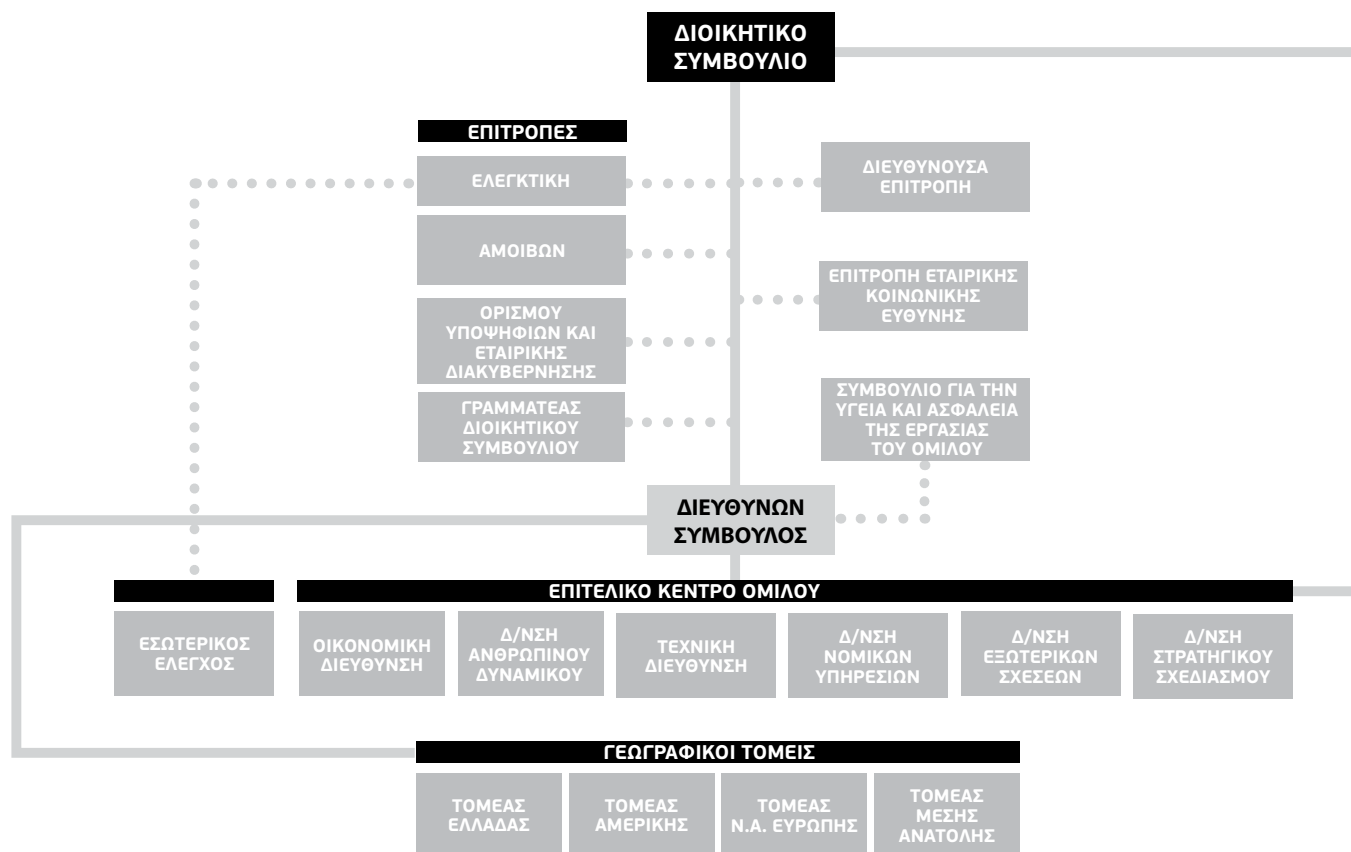 ΔΙΟΙΚΗΤΙΚΟ
ΣΥΜΒΟΥΛΙΟ
ΕΠΙΤΡΟΠΕΣ
ΕΛΕΓΚΤΙΚΗ
ΑΜΟΙΒΩΝ
ΟΡΙΣΜΟΥ
ΥΠΟΨΗΦΙΩΝ ΚΑΙ
ΕΤΑΙΡΙΚΗΣ
ΔΙΑΚΥΒΕΡΝΗΣΗΣ
ΓΡΑΜΜΑΤΕΑΣ
ΔΙΟΙΚΗΤΙΚΟΥ
ΣΥΜΒΟΥΛΙΟΥ
ΔΙΕΥΘΥΝΟΥΣΑ
ΕΠΙΤΡΟΠΗ
ΕΠΙΤΡΟΠΗ ΕΤΑΙΡΙΚΗΣ
ΚΟΙΝΩΝΙΚΗΣ
ΕΥΘΥΝΗΣ
ΣΥΜΒΟΥΛΙΟ ΓΙΑ ΤΗΝ
ΥΓΕΙΑ ΚΑΙ ΑΣΦΑΛΕΙΑ
ΤΗΣ ΕΡΓΑΣΙΑΣ
ΤΟΥ ΟΜΙΛΟΥ
ΔΙΕΥΘΥΝΩΝ
ΣΥΜΒΟΥΛΟΣ
ΕΠΙΤΕΛΙΚΟ ΚΕΝΤΡΟ ΟΜΙΛΟΥ
ΕΣΩΤΕΡΙΚΟΣ
ΕΛΕΓΧΟΣ
ΟΙΚΟΝΟΜΙΚΗ
ΔΙΕΥΘΥΝΣΗ
Δ/ΝΣΗ
ΑΝΘΡΩΠΙΝΟΥ
ΔΥΝΑΜΙΚΟΥ
ΤΕΧΝΙΚΗ
ΔΙΕΥΘΥΝΣΗ
Δ/ΝΣΗ
ΝΟΜΙΚΩΝ
ΥΠΗΡΕΣΙΩΝ
Δ/ΝΣΗ
ΕΞΩΤΕΡΙΚΩΝ
ΣΧΕΣΕΩΝ
Δ/ΝΣΗ
ΣΤΡΑΤΗΓΙΚΟΥ
ΣΧΕΔΙΑΣΜΟΥ
ΓΕΩΓΡΑΦΙΚΟΙ ΤΟΜΕΙΣ
ΤΟΜΕΑΣ
ΕΛΛΑΔΑΣ
ΤΟΜΕΑΣ
ΑΜΕΡΙΚΗΣ
ΤΟΜΕΑΣ
Ν.Α. ΕΥΡΩΠΗΣ
ΤΟΜΕΑΣ
ΜΕΣΗΣ
ΑΝΑΤΟΛΗΣ